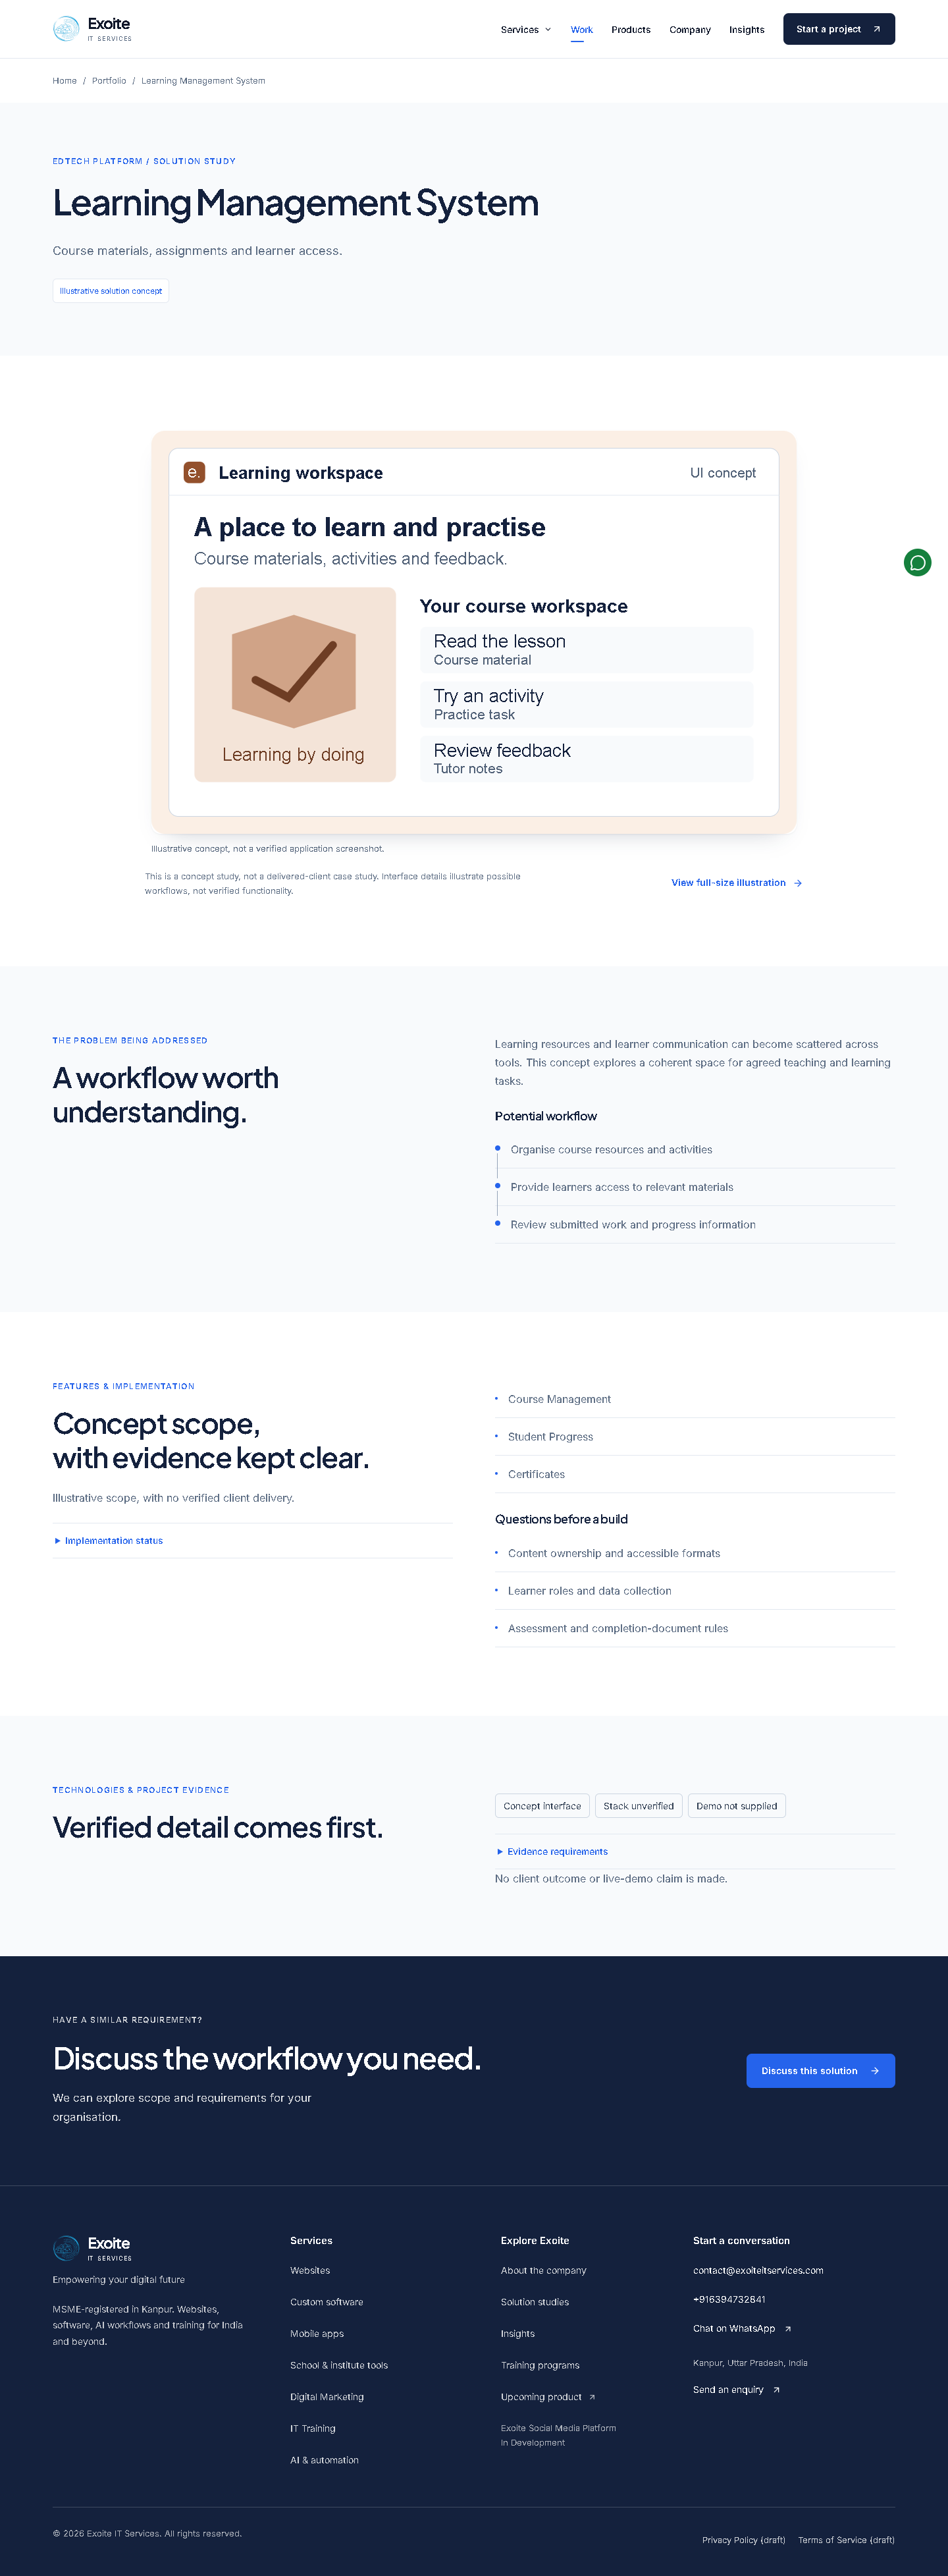 Exoite
IT SERVICES
Services
Work
Products
Company
Insights
Start a project
Home / Portfolio / Learning Management System
EDTECH PLATFORM / SOLUTION STUDY
Learning Management System
Course materials, assignments and learner access.
Illustrative solution concept
e.
Learning workspace
UI concept
A place to learn and practise
Course materials, activities and feedback.
Learning by doing
Your course workspace
Read the lesson
Course material
Try an activity
Practice task
Review feedback
Tutor notes
Illustrative concept, not a verified application screenshot.
This is a concept study, not a delivered-client case study. Interface details illustrate possible
workflows, not verified functionality.
View full-size illustration
THE PROBLEM BEING ADDRESSED
A workflow worth
understanding.
Learning resources and learner communication can become scattered across
tools. This concept explores a coherent space for agreed teaching and learning
tasks.
Potential workflow
Organise course resources and activities
Provide learners access to relevant materials
Review submitted work and progress information
FEATURES & IMPLEMENTATION
Concept scope,
with evidence kept clear.
Illustrative scope, with no verified client delivery.
Implementation status
Course Management
Student Progress
Certificates
Questions before a build
Content ownership and accessible formats
Learner roles and data collection
Assessment and completion-document rules
TECHNOLOGIES & PROJECT EVIDENCE
Verified detail comes first.
Concept interface
Stack unverified
Demo not supplied
Evidence requirements
No client outcome or live-demo claim is made.
HAVE A SIMILAR REQUIREMENT?
Discuss the workflow you need.
We can explore scope and requirements for your
organisation.
Discuss this solution
Exoite
IT SERVICES
Empowering your digital future
MSME-registered in Kanpur. Websites,
software, AI workflows and training for India
and beyond.
Services
Websites
Custom software
Mobile apps
School & institute tools
Digital Marketing
IT Training
AI & automation
Explore Exoite
About the company
Solution studies
Insights
Training programs
Upcoming product
Exoite Social Media Platform
In Development
Start a conversation
contact@exoiteitservices.com
+916394732841
Chat on WhatsApp
Kanpur, Uttar Pradesh, India
Send an enquiry
© 2026 Exoite IT Services. All rights reserved.
Privacy Policy (draft)
Terms of Service (draft)